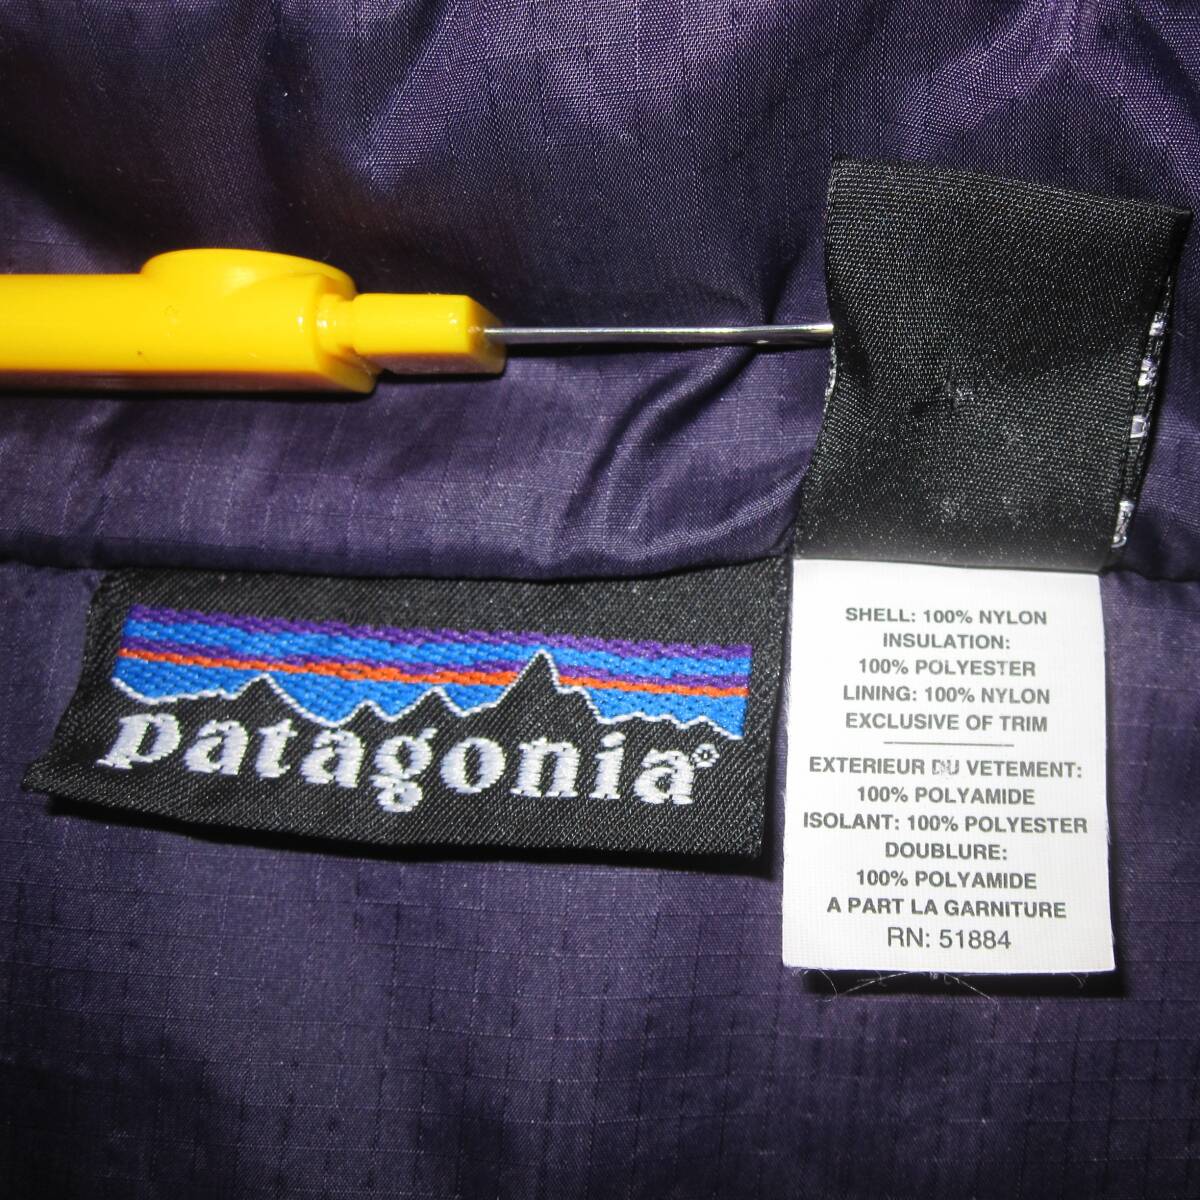 patagonia®
SHELL: 100% NYLON
INSULATION:
100% POLYESTER
LINING: 100% NYLON
EXCLUSIVE OF TRIM
EXTERIEUR DU VETEMENT:
100% POLYAMIDE
ISOLANT: 100% POLYESTER
DOUBLURE:
100% POLYAMIDE
A PART LA GARNITURE
RN: 51884